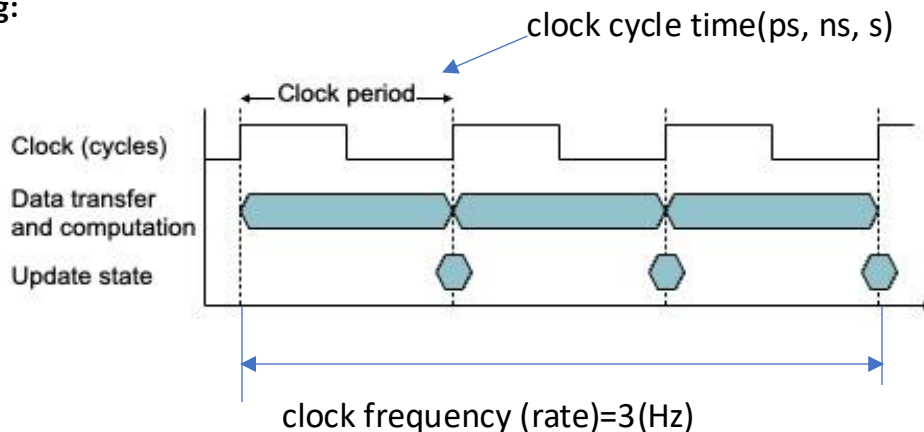 g:
clock cycle time(ps, ns, s)
Clock period
Clock (cycles)
Data transfer
and computation
Update state
clock frequency (rate)=3(Hz)